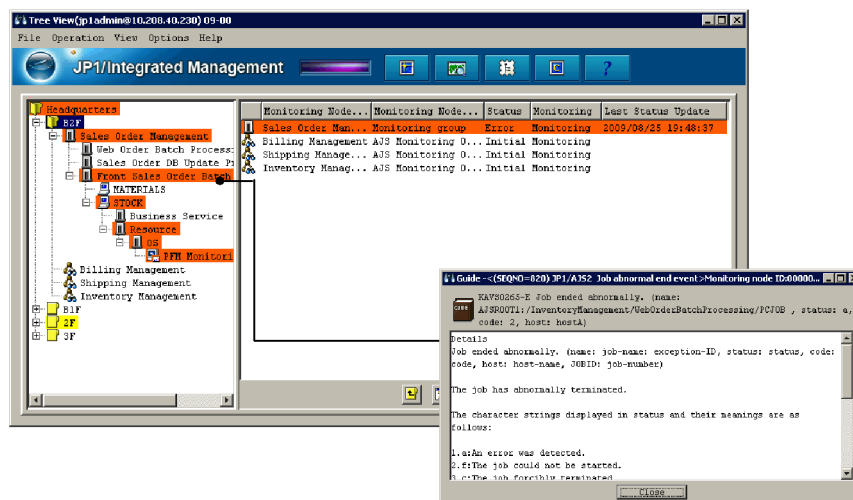 Tree View(jp1admin@10.208.40.230) 09-00
File Operation View Options Help
JP1/Integrated Management
?
Headquarters
B2F
Sales Order Management
Web Order Batch Process:
Sales Order DB Update P
Front Sales Order Batch
MATERIALS
STOCK
Business Service
Resource
OS
PFM Monitori
Billing Management
Shipping Management
Inventory Management
B1F
2F
3F
Monitoring Node... Monitoring Node... Status Monitoring Last Status Update
Sales Order Man... Monitoring group Error Monitoring 2009/08/25 19:48:37
Billing Management AJS Monitoring O... Initial Monitoring
Shipping Manage... AJS Monitoring O... Initial Monitoring
Inventory Manag... AJS Monitoring O... Initial Monitoring
Guide -<(SEQNO=820) JP1/AJS2 Job abnormal end event>Monitoring node ID:00000...
GUIDE
KAVS0265-E Job ended abnormally. (name:
AJSROOT1:/InventoryManagement/WebOrderBatchProcessing/PCJOB , status: a,
code: 2, host: hostA)
Details
Job ended abnormally. (name: job-name: exception-ID, status: status, code:
code, host: host-name, JOBID: job-number)
The job has abnormally terminated.
The character strings displayed in status and their meanings are as
follows:
1.a:An error was detected.
2.f:The job could not be started.
3.c:The job forcibly terminated
Close